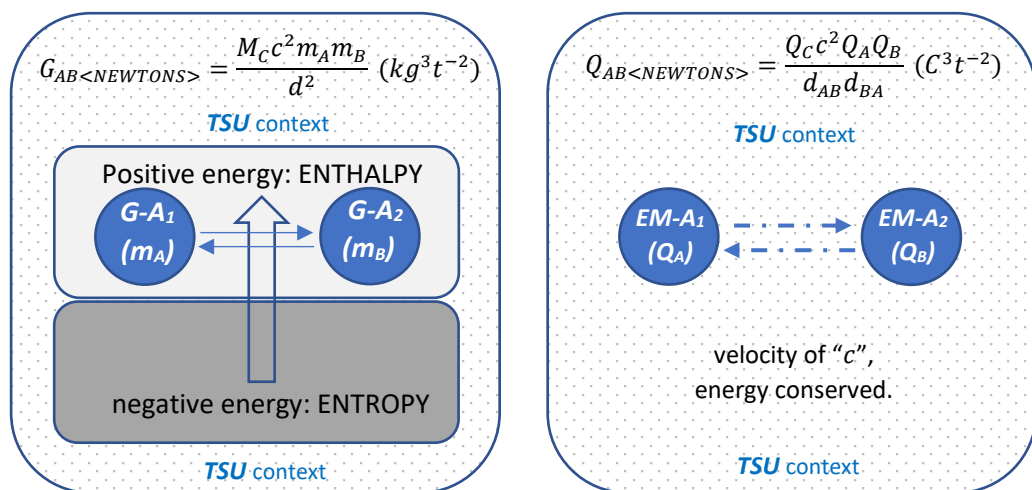 G_{AB<NEWTONS>} = \frac{M_C c^2 m_A m_B}{d^2} (kg^3 t^{-2})
TSU context
Positive energy: ENTHALPY
G-A₁
(m_A)
G-A₂
(m_B)
negative energy: ENTROPY
TSU context
Q_{AB<NEWTONS>} = \frac{Q_C c^2 Q_A Q_B}{d_{AB} d_{BA}} (C^3 t^{-2})
TSU context
EM-A₁
(Q_A)
EM-A₂
(Q_B)
velocity of “c”,
energy conserved.
TSU context